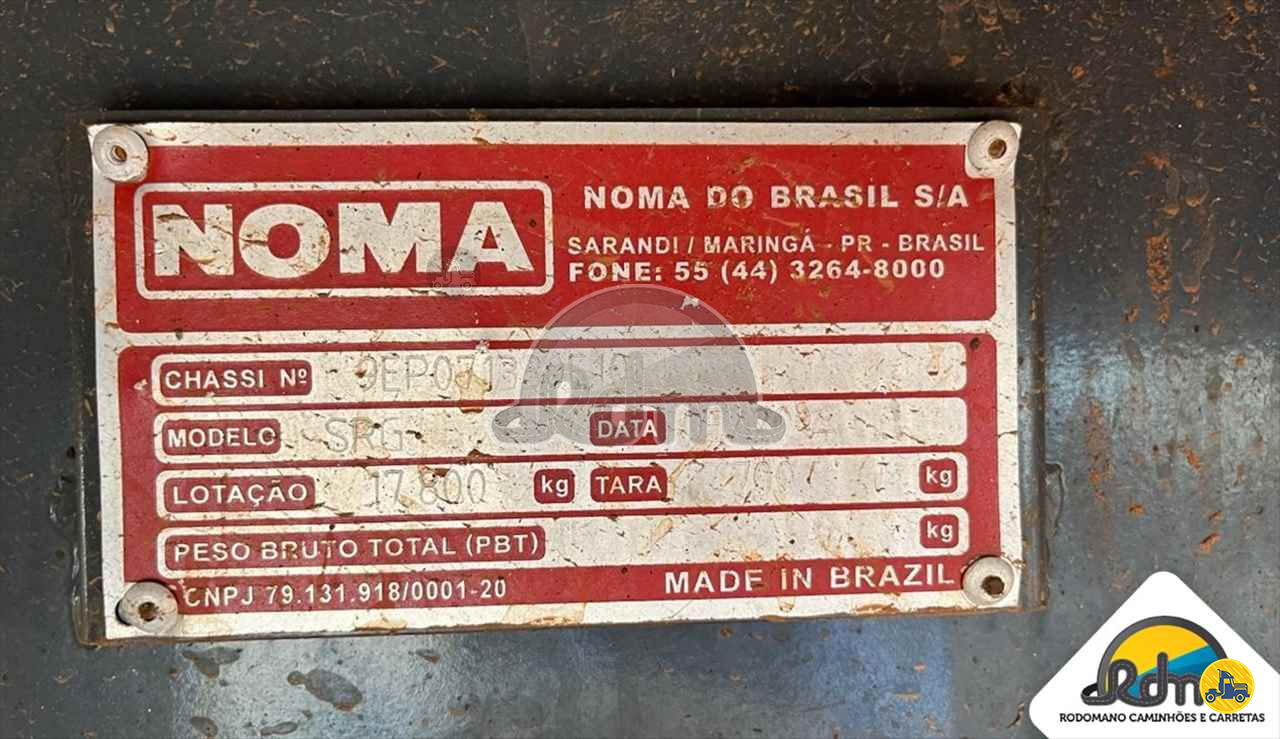 NOMA
NOMA DO BRASIL S/A
SARANDI / MARINGÁ - PR - BRASIL
FONE: 55 (44) 3264-8000
CHASSI Nº
MODELO SRG DATA
LOTAÇÃO 17.800 kg TARA kg
PESO BRUTO TOTAL (PBT) kg
CNPJ 79.131.918/0001-20 MADE IN BRAZIL
Rdm
RODOMANO CAMINHÕES E CARRETAS